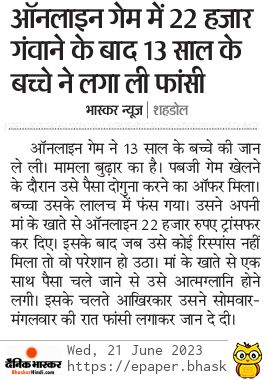 ऑनलाइन गेम में 22 हजार
गंवाने के बाद 13 साल के
बच्चे ने लगा ली फांसी
भास्कर न्यूज | शहडोल
ऑनलाइन गेम ने 13 साल के बच्चे की जान
ले ली। मामला बुढ़ार का है। पबजी गेम खेलने
के दौरान उसे पैसा दोगुना करने का ऑफर मिला।
बच्चा उसके लालच में फंस गया। उसने अपनी
मां के खाते से ऑनलाइन 22 हजार रुपए ट्रांसफर
कर दिए। इसके बाद जब उसे कोई रिस्पांस नहीं
मिला तो वो परेशान हो उठा। मां के खाते से एक
साथ पैसा चले जाने से उसे आत्मग्लानि होने
लगी। इसके चलते आखिरकार उसने सोमवार-
मंगलवार की रात फांसी लगाकर जान दे दी।
दैनिक भास्कर
BhaskarHindi.com
Wed, 21 June 2023
https://epaper.bhask